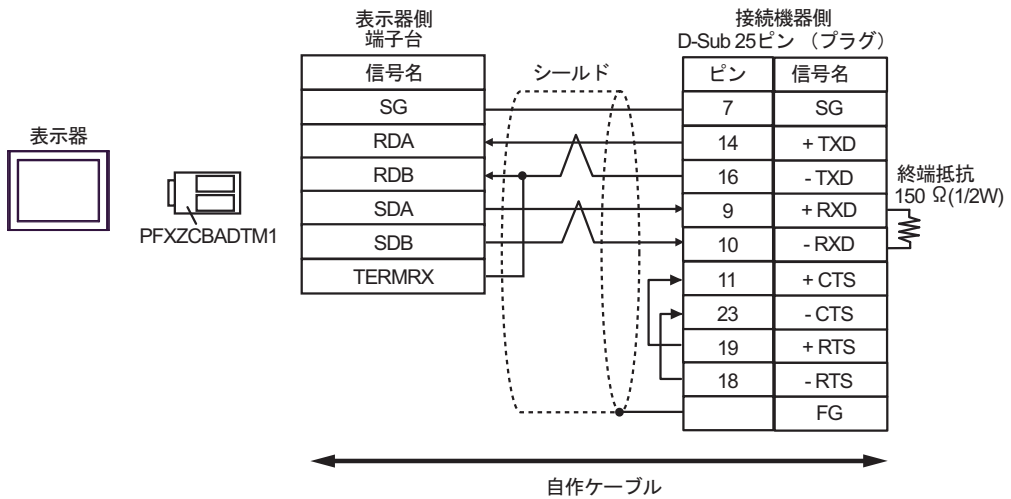 表示器側
端子台
接続機器側
D-Sub 25ピン （プラグ）
信号名
シールド
ピン
信号名
SG
7
SG
RDA
14
+ TXD
表示器
RDB
16
- TXD
終端抵抗
150 Ω(1/2W)
SDA
9
+ RXD
PFXZCBADTM1
SDB
10
- RXD
TERMRX
11
+ CTS
23
- CTS
19
+ RTS
18
- RTS
FG
自作ケーブル